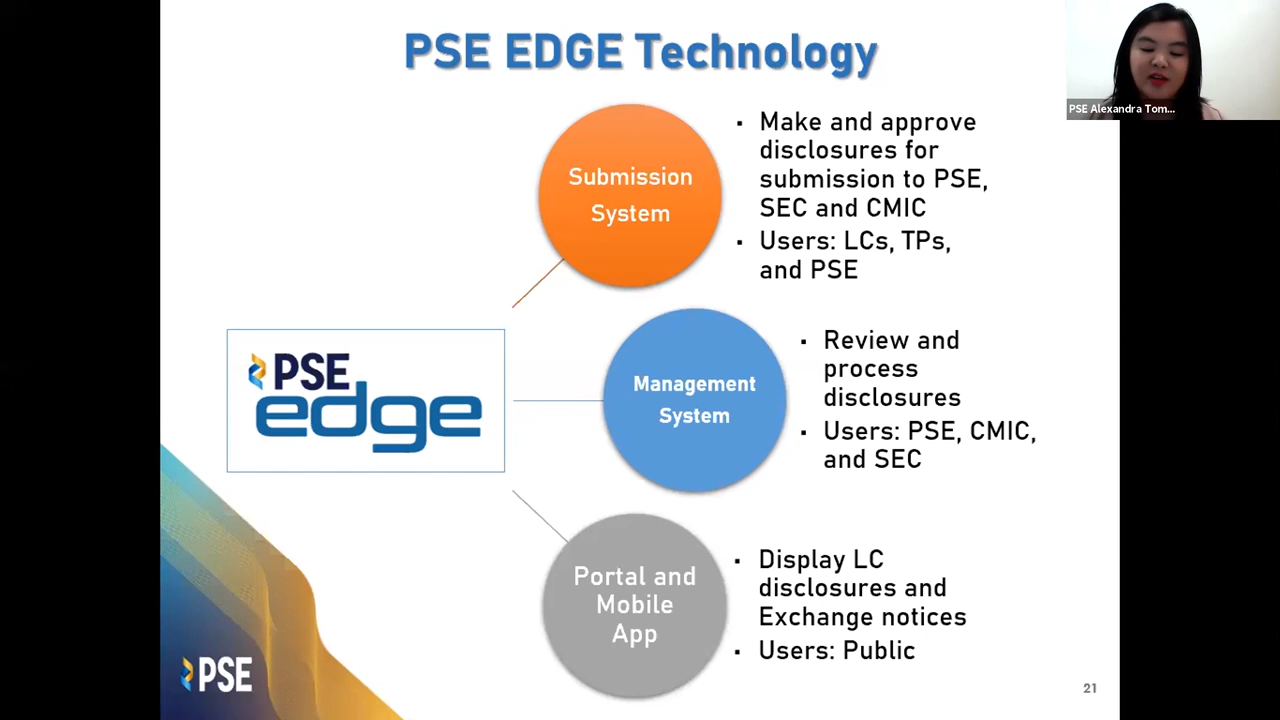 PSE EDGE Technology
PSE Alexandra Tom...
Submission
System
▪ Make and approve
disclosures for
submission to PSE,
SEC and CMIC
▪ Users: LCs, TPs,
and PSE
PSE
edge
Management
System
▪ Review and
process
disclosures
▪ Users: PSE, CMIC,
and SEC
Portal and
Mobile
App
▪ Display LC
disclosures and
Exchange notices
▪ Users: Public
PSE
21